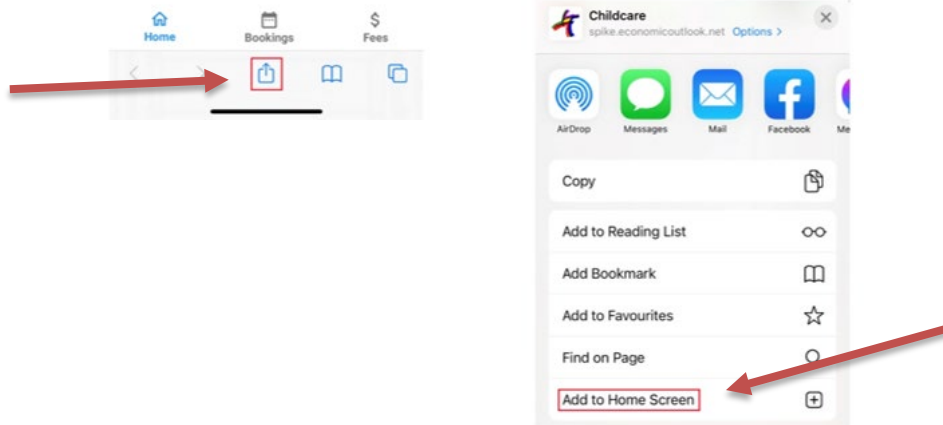 Home Bookings Fees
Childcare
spike.economicoutlook.net Options >
AirDrop Messages Mail Facebook Me
Copy
Add to Reading List
Add Bookmark
Add to Favourites
Find on Page
Add to Home Screen